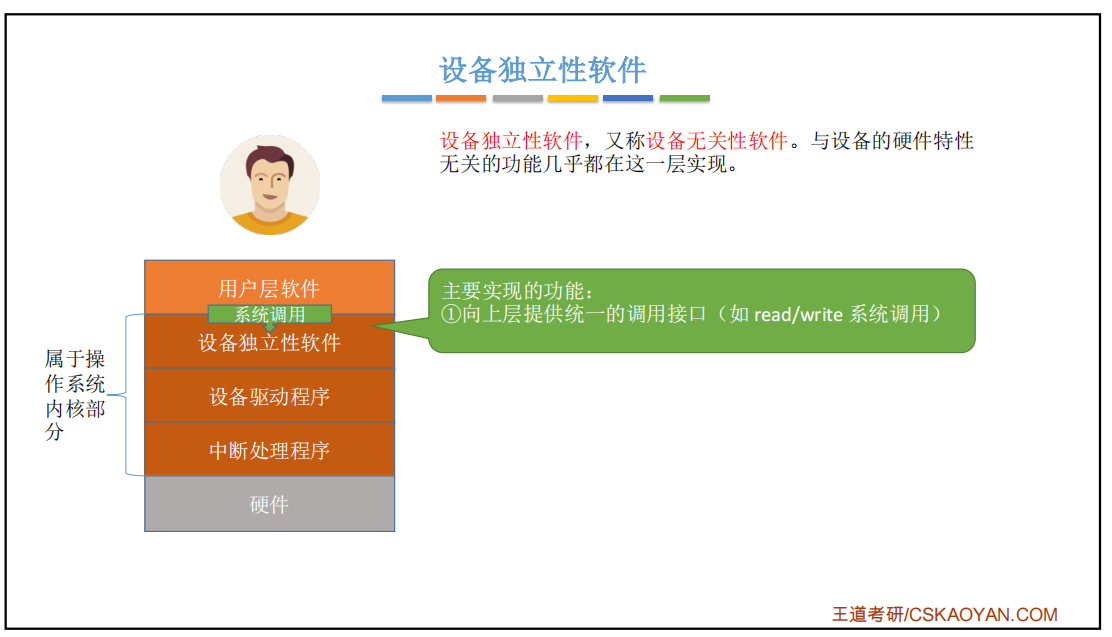 设备独立性软件
设备独立性软件，又称设备无关性软件。与设备的硬件特性
无关的功能几乎都在这一层实现。
用户层软件
系统调用
设备独立性软件
设备驱动程序
中断处理程序
硬件
属于操
作系统
内核部
分
主要实现的功能：
①向上层提供统一的调用接口（如 read/write 系统调用）
王道考研/CSKAOYAN.COM